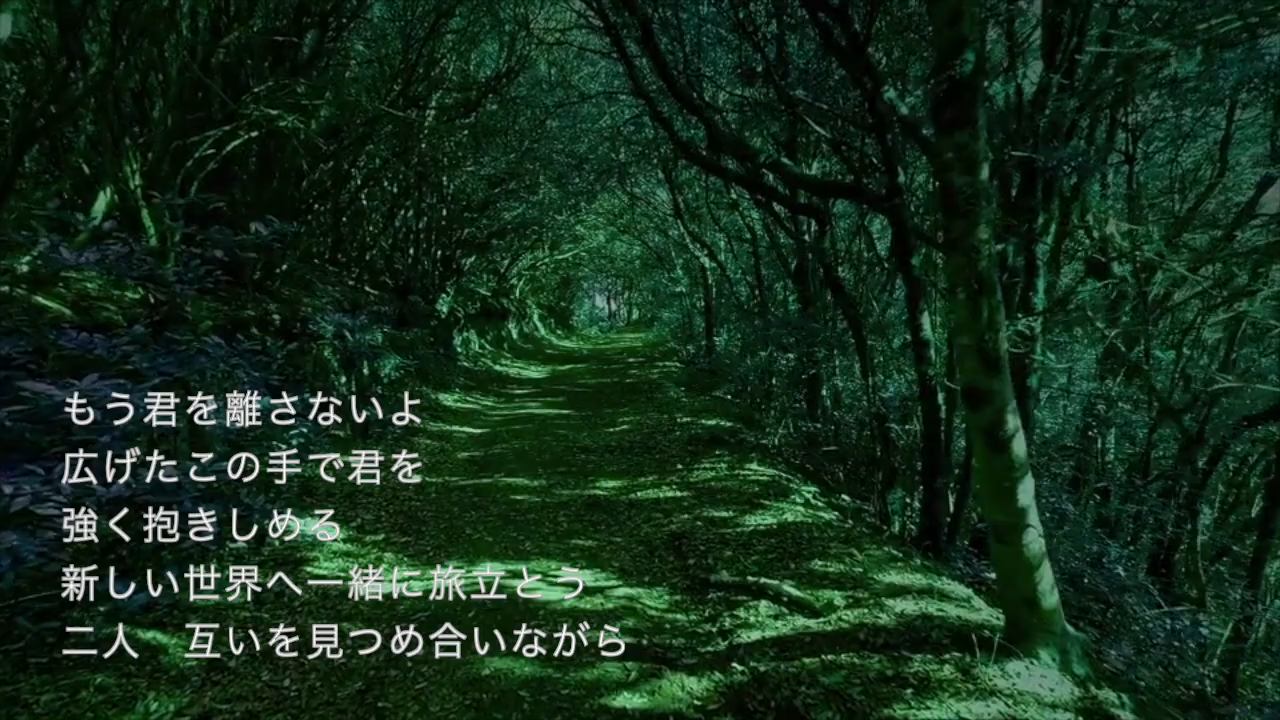 もう君を離さないよ
広げたこの手で君を
強く抱きしめる
新しい世界へ一緒に旅立とう
二人　互いを見つめ合いながら